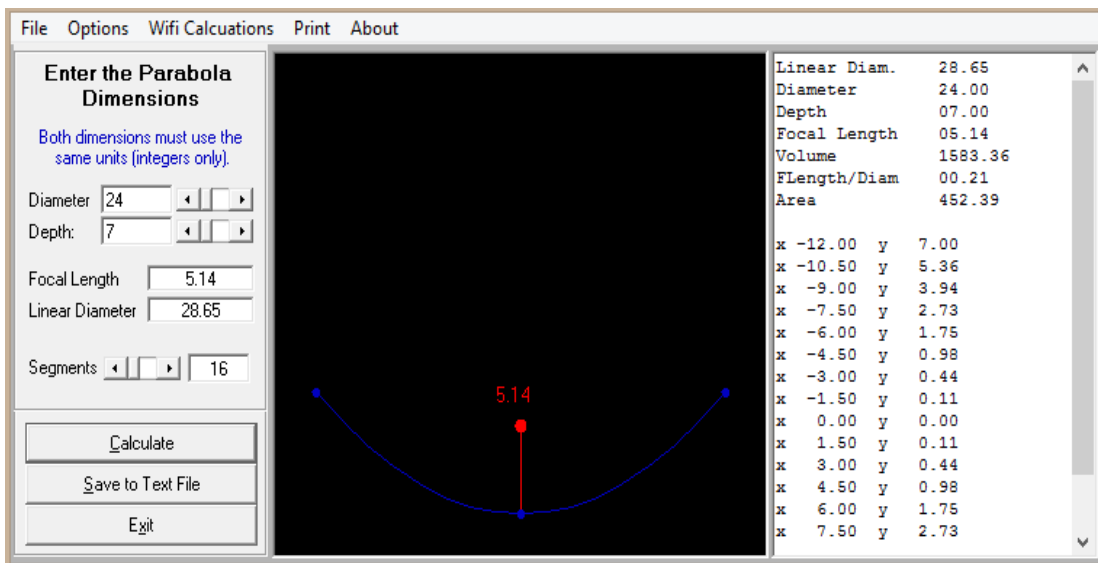 File Options Wifi Calcuations Print About
Enter the Parabola
Dimensions
Both dimensions must use the
same units (integers only).
Diameter 24
Depth: 7
Focal Length 5.14
Linear Diameter 28.65
Segments 16
Calculate
Save to Text File
Exit
5.14
Linear Diam. 28.65
Diameter 24.00
Depth 07.00
Focal Length 05.14
Volume 1583.36
FLength/Diam 00.21
Area 452.39
x -12.00 y 7.00
x -10.50 y 5.36
x -9.00 y 3.94
x -7.50 y 2.73
x -6.00 y 1.75
x -4.50 y 0.98
x -3.00 y 0.44
x -1.50 y 0.11
x 0.00 y 0.00
x 1.50 y 0.11
x 3.00 y 0.44
x 4.50 y 0.98
x 6.00 y 1.75
x 7.50 y 2.73